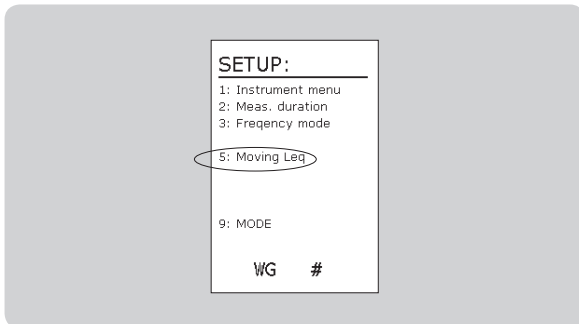 SETUP:
1: Instrument menu
2: Meas. duration
3: Freqency mode
5: Moving Leq
9: MODE
WG #